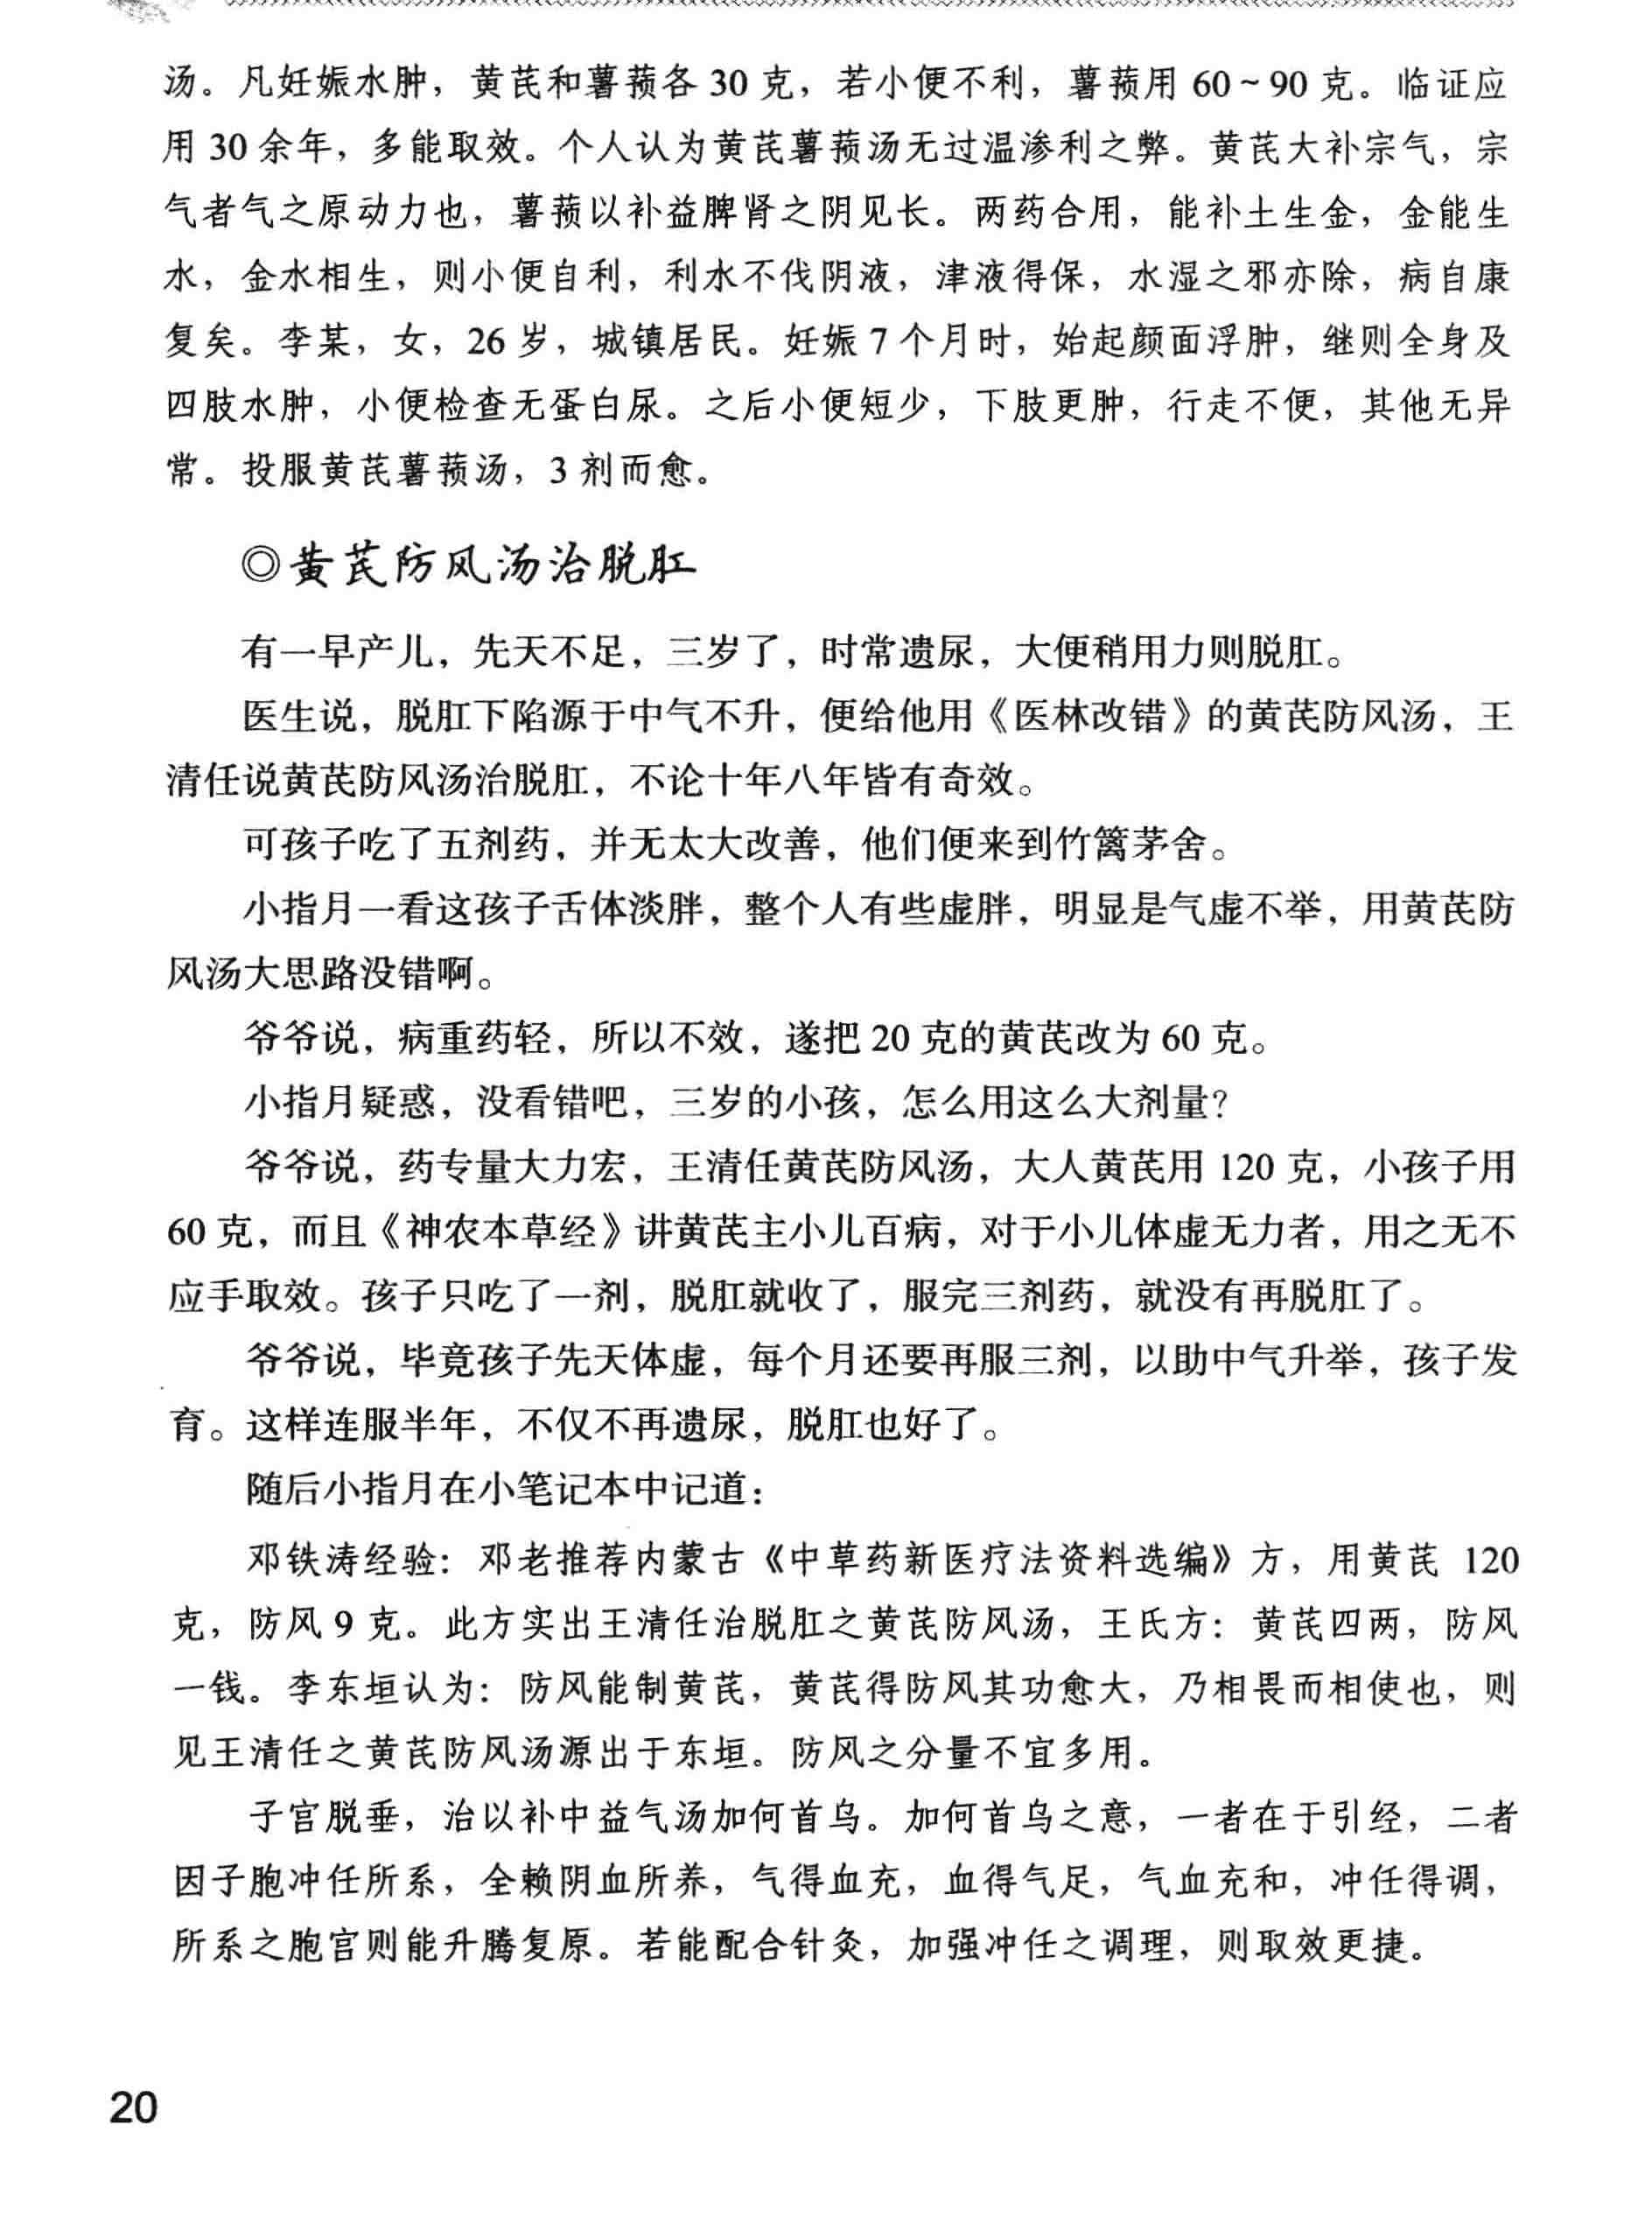 汤。凡妊娠水肿，黄芪和薯蓣各 30 克，若小便不利，薯蓣用 60～90 克。临证应
用 30 余年，多能取效。个人认为黄芪薯蓣汤无过温渗利之弊。黄芪大补宗气，宗
气者气之原动力也，薯蓣以补益脾肾之阴见长。两药合用，能补土生金，金能生
水，金水相生，则小便自利，利水不伐阴液，津液得保，水湿之邪亦除，病自康
复矣。李某，女，26 岁，城镇居民。妊娠 7 个月时，始起颜面浮肿，继则全身及
四肢水肿，小便检查无蛋白尿。之后小便短少，下肢更肿，行走不便，其他无异
常。投服黄芪薯蓣汤，3 剂而愈。
◎黄芪防风汤治脱肛
有一早产儿，先天不足，三岁了，时常遗尿，大便稍用力则脱肛。
医生说，脱肛下陷源于中气不升，便给他用《医林改错》的黄芪防风汤，王
清任说黄芪防风汤治脱肛，不论十年八年皆有奇效。
可孩子吃了五剂药，并无太大改善，他们便来到竹篱茅舍。
小指月一看这孩子舌体淡胖，整个人有些虚胖，明显是气虚不举，用黄芪防
风汤大思路没错啊。
爷爷说，病重药轻，所以不效，遂把 20 克的黄芪改为 60 克。
小指月疑惑，没看错吧，三岁的小孩，怎么用这么大剂量？
爷爷说，药专量大力宏，王清任黄芪防风汤，大人黄芪用 120 克，小孩子用
60 克，而且《神农本草经》讲黄芪主小儿百病，对于小儿体虚无力者，用之无不
应手取效。孩子只吃了一剂，脱肛就收了，服完三剂药，就没有再脱肛了。
爷爷说，毕竟孩子先天体虚，每个月还要再服三剂，以助中气升举，孩子发
育。这样连服半年，不仅不再遗尿，脱肛也好了。
随后小指月在小笔记本中记道：
邓铁涛经验：邓老推荐内蒙古《中草药新医疗法资料选编》方，用黄芪 120
克，防风 9 克。此方实出王清任治脱肛之黄芪防风汤，王氏方：黄芪四两，防风
一钱。李东垣认为：防风能制黄芪，黄芪得防风其功愈大，乃相畏而相使也，则
见王清任之黄芪防风汤源出于东垣。防风之分量不宜多用。
子宫脱垂，治以补中益气汤加何首乌。加何首乌之意，一者在于引经，二者
因子胞冲任所系，全赖阴血所养，气得血充，血得气足，气血充和，冲任得调，
所系之胞宫则能升腾复原。若能配合针灸，加强冲任之调理，则取效更捷。
20